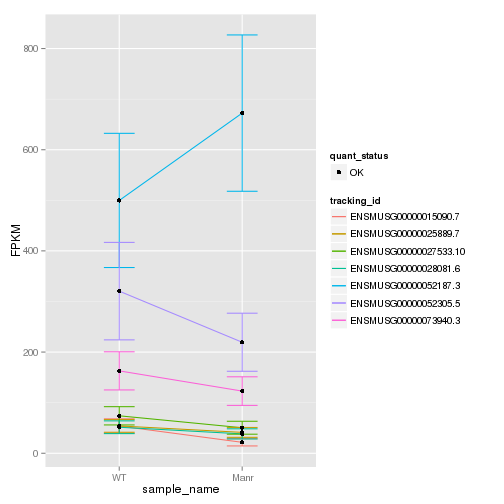 800
600
400
200
0
FPKM
WT
Manr
sample_name
quant_status
OK
tracking_id
ENSMUSG00000015090.7
ENSMUSG00000025889.7
ENSMUSG00000027533.10
ENSMUSG00000028081.6
ENSMUSG00000052187.3
ENSMUSG00000052305.5
ENSMUSG00000073940.3